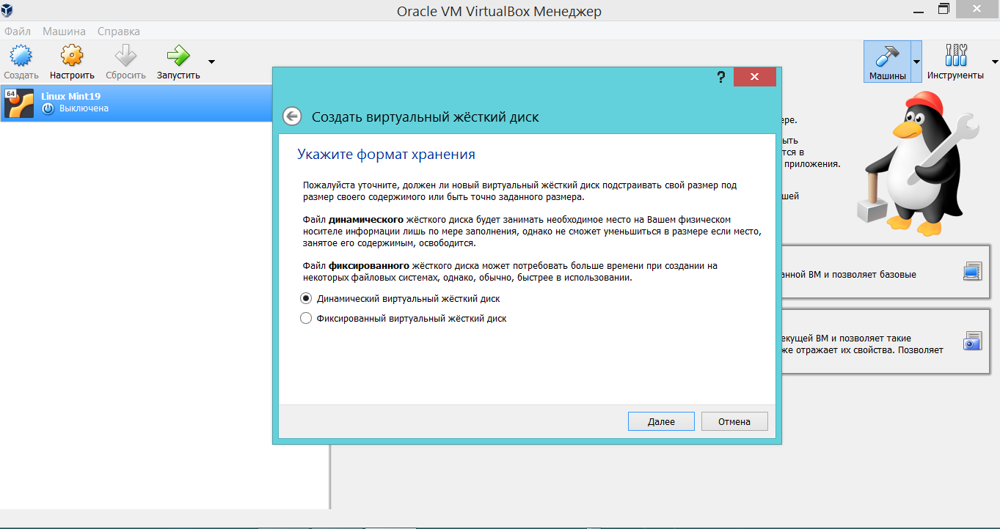 Oracle VM VirtualBox Менеджер
Файл Машина Справка
Создать Настроить Сбросить Запустить
Машины Инструменты
64
Linux Mint19
Выключена
?
Создать виртуальный жёсткий диск
Укажите формат хранения
Пожалуйста уточните, должен ли новый виртуальный жёсткий диск подстраивать свой размер под
размер своего содержимого или быть точно заданного размера.
Файл динамического жёсткого диска будет занимать необходимое место на Вашем физическом
носителе информации лишь по мере заполнения, однако не сможет уменьшиться в размере если место,
занятое его содержимым, освободится.
Файл фиксированного жёсткого диска может потребовать больше времени при создании на
некоторых файловых системах, однако, обычно, быстрее в использовании.
Динамический виртуальный жёсткий диск
Фиксированный виртуальный жёсткий диск
Далее Отмена
ере.
ыть
тся в
приложения.
шей
анной ВМ и позволяет базовые
екущей ВМ и позволяет такие
же отражает их свойства. Позволяет